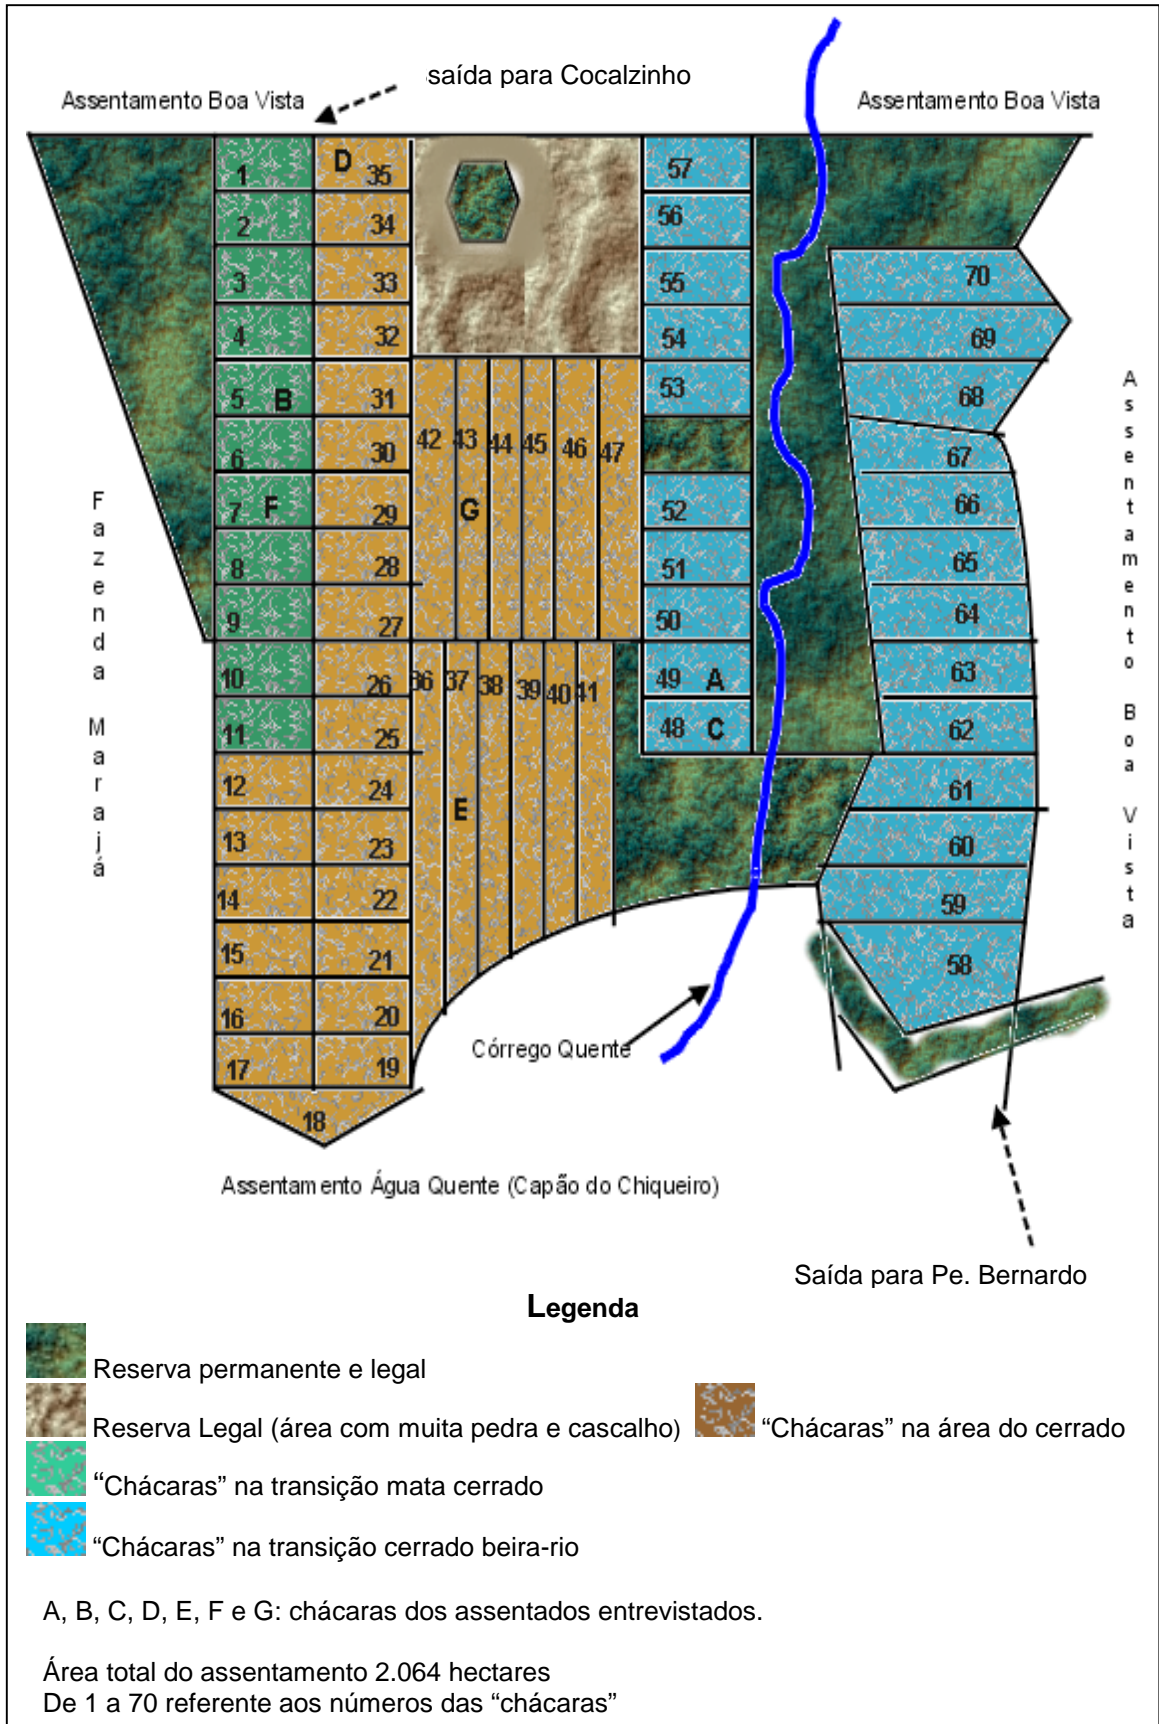 saída para Cocalzinho
Assentamento Boa Vista
Assentamento Boa Vista
1 D 35 57
2 34 56
3 33 55 70
4 32 54 69
5 B 31 53 68
6 30 42 43 44 45 46 47 67
7 F 29 G 52 66
8 28 51 65
9 27 50 64
10 26 36 37 38 39 40 41 49 A 63
11 25 48 C 62
12 24 E 61
13 23 60
14 22 59
15 21 58
16 20
17 19
18
Fazenda Marajá
Assentamento Boa Vista
Córrego Quente
Assentamento Água Quente (Capão do Chiqueiro)
Saída para Pe. Bernardo
Legenda
Reserva permanente e legal
Reserva Legal (área com muita pedra e cascalho) “Chácaras” na área do cerrado
“Chácaras” na transição mata cerrado
“Chácaras” na transição cerrado beira-rio
A, B, C, D, E, F e G: chácaras dos assentados entrevistados.
Área total do assentamento 2.064 hectares
De 1 a 70 referente aos números das “chácaras”